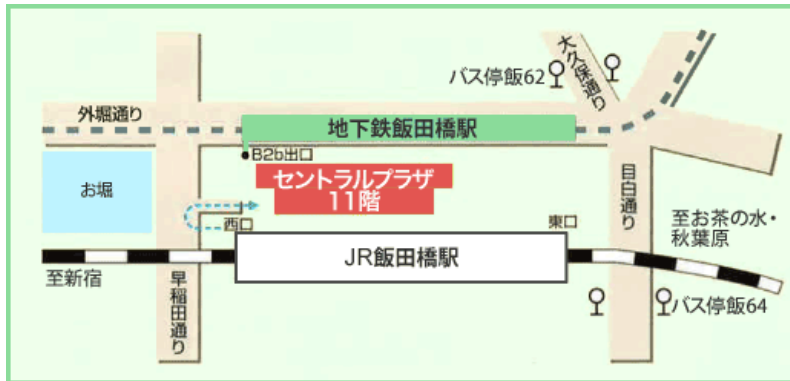 大久保通り
バス停飯62
外堀通り
地下鉄飯田橋駅
B2b出口
セントラルプラザ
11階
お堀
目白通り
西口
東口
至お茶の水・
秋葉原
JR飯田橋駅
至新宿
早稲田通り
バス停飯64